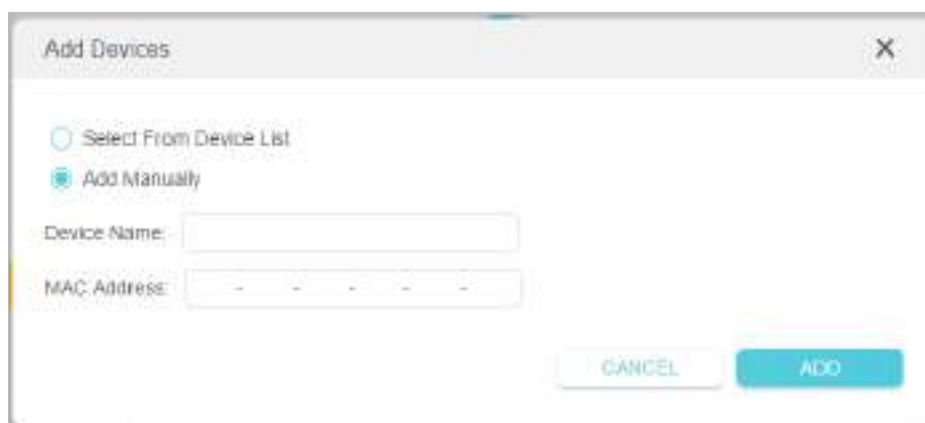 Add Devices
Select From Device List
Add Manually
Device Name:
MAC Address: - - - - -
CANCEL ADD